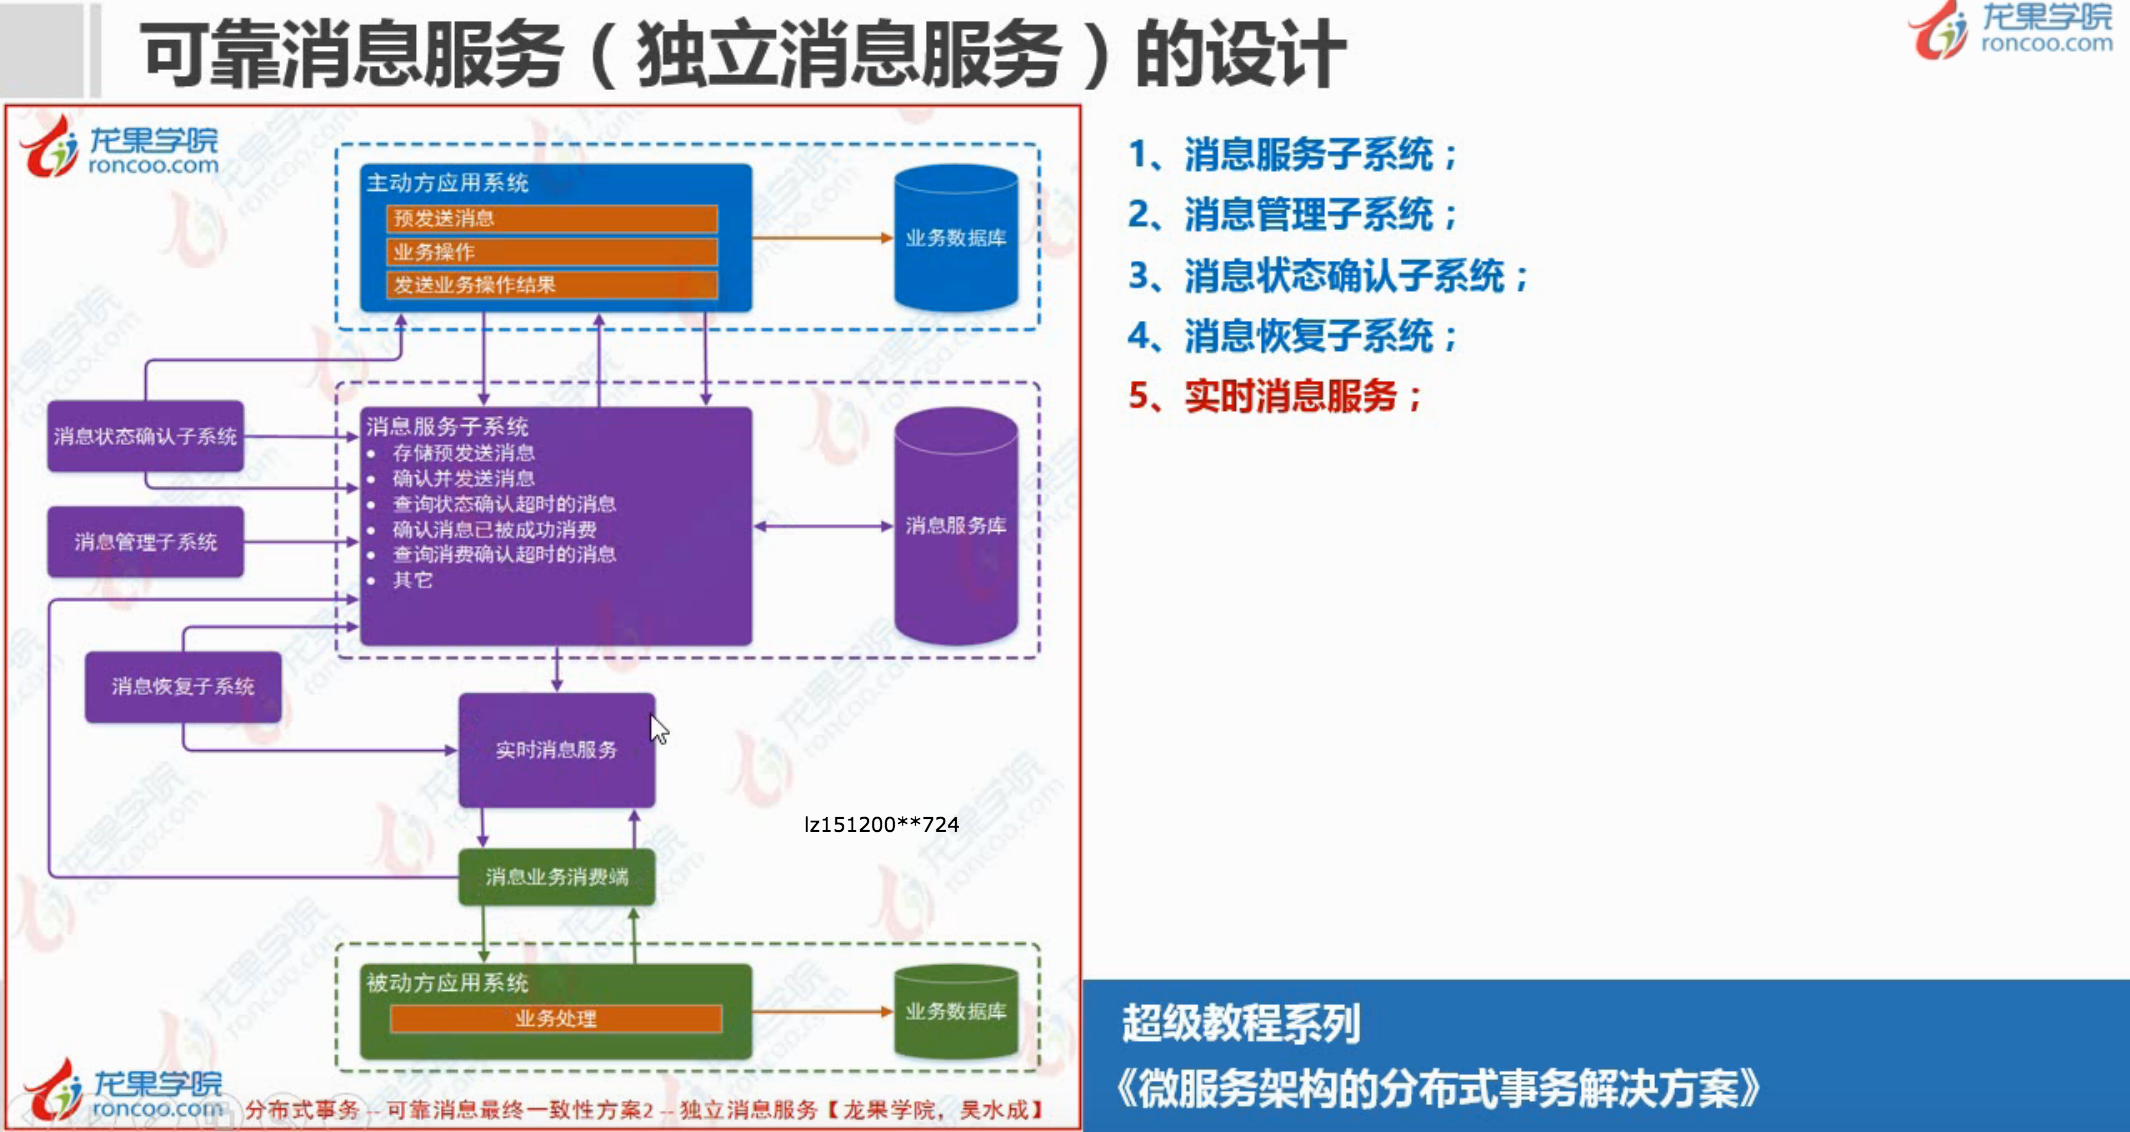 可靠消息服务（独立消息服务）的设计
龙果学院
roncoo.com
龙果学院
roncoo.com
主动方应用系统
预发送消息
业务操作
发送业务操作结果
业务数据库
消息状态确认子系统
消息管理子系统
消息恢复子系统
消息服务子系统
• 存储预发送消息
• 确认并发送消息
• 查询状态确认超时的消息
• 确认消息已被成功消费
• 查询消费确认超时的消息
• 其它
消息服务库
实时消息服务
lz151200**724
消息业务消费端
被动方应用系统
业务处理
业务数据库
龙果学院
roncoo.com
分布式事务 -- 可靠消息最终一致性方案2 -- 独立消息服务【龙果学院，吴水成】
1、消息服务子系统；
2、消息管理子系统；
3、消息状态确认子系统；
4、消息恢复子系统；
5、实时消息服务；
超级教程系列
《微服务架构的分布式事务解决方案》